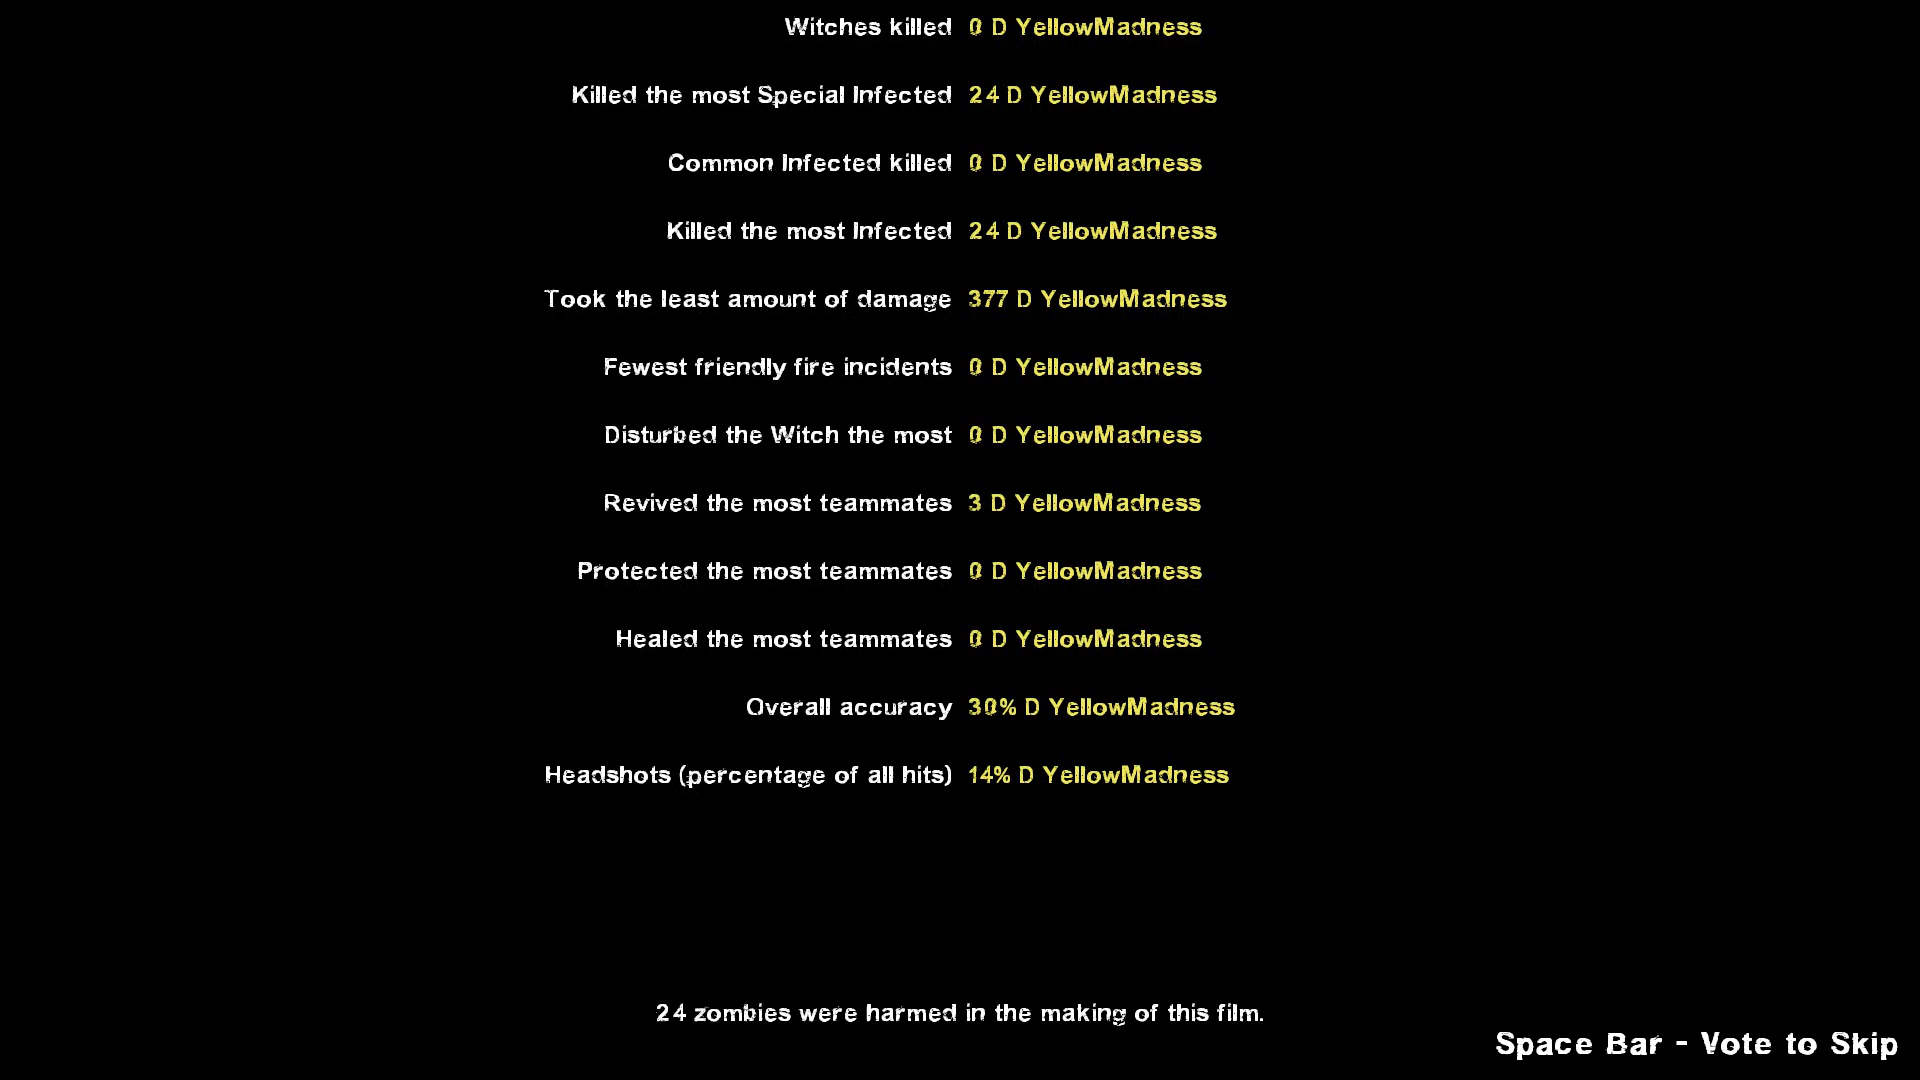 Witches killed 0 D YellowMadness
Killed the most Special Infected 24 D YellowMadness
Common Infected killed 0 D YellowMadness
Killed the most Infected 24 D YellowMadness
Took the least amount of damage 377 D YellowMadness
Fewest friendly fire incidents 0 D YellowMadness
Disturbed the Witch the most 0 D YellowMadness
Revived the most teammates 3 D YellowMadness
Protected the most teammates 0 D YellowMadness
Healed the most teammates 0 D YellowMadness
Overall accuracy 30% D YellowMadness
Headshots (percentage of all hits) 14% D YellowMadness
24 zombies were harmed in the making of this film.
Space Bar - Vote to Skip